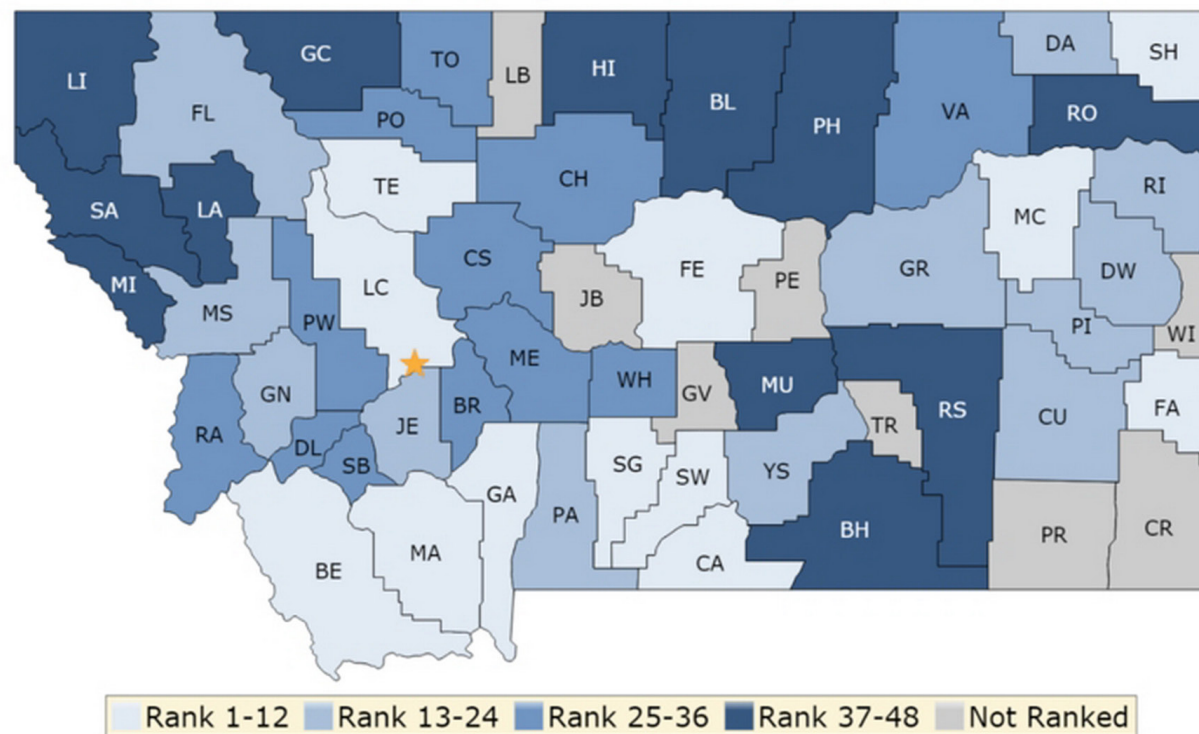 LI
GC
TO
LB
HI
BL
PH
VA
DA
SH
FL
PO
RO
TE
CH
SA
LA
RI
MC
MI
LC
CS
JB
FE
PE
GR
DW
MS
PW
PI
WI
GN
ME
WH
GV
MU
RS
CU
FA
RA
DL
SB
JE
BR
TR
GA
SG
SW
YS
PA
BE
MA
CA
BH
PR
CR
Rank 1-12 Rank 13-24 Rank 25-36 Rank 37-48 Not Ranked